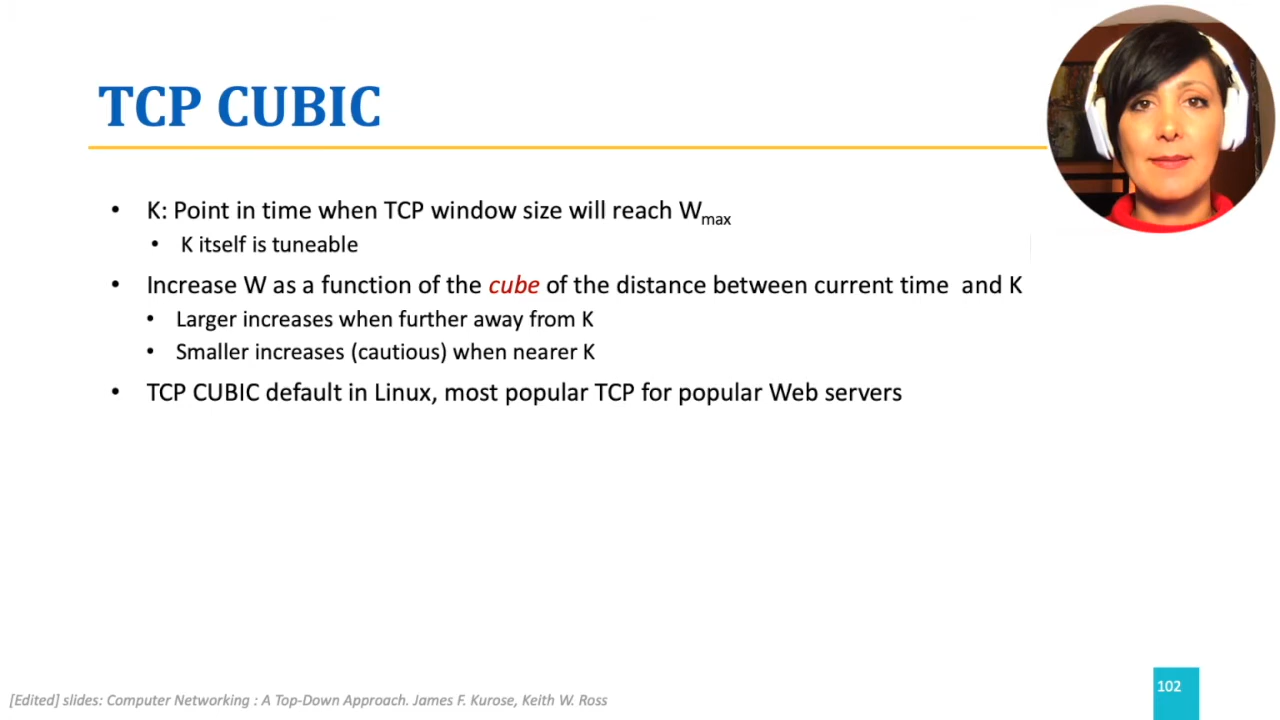 TCP CUBIC
• K: Point in time when TCP window size will reach Wmax
• K itself is tuneable
• Increase W as a function of the cube of the distance between current time  and K
• Larger increases when further away from K
• Smaller increases (cautious) when nearer K
• TCP CUBIC default in Linux, most popular TCP for popular Web servers
[Edited] slides: Computer Networking : A Top-Down Approach. James F. Kurose, Keith W. Ross
102